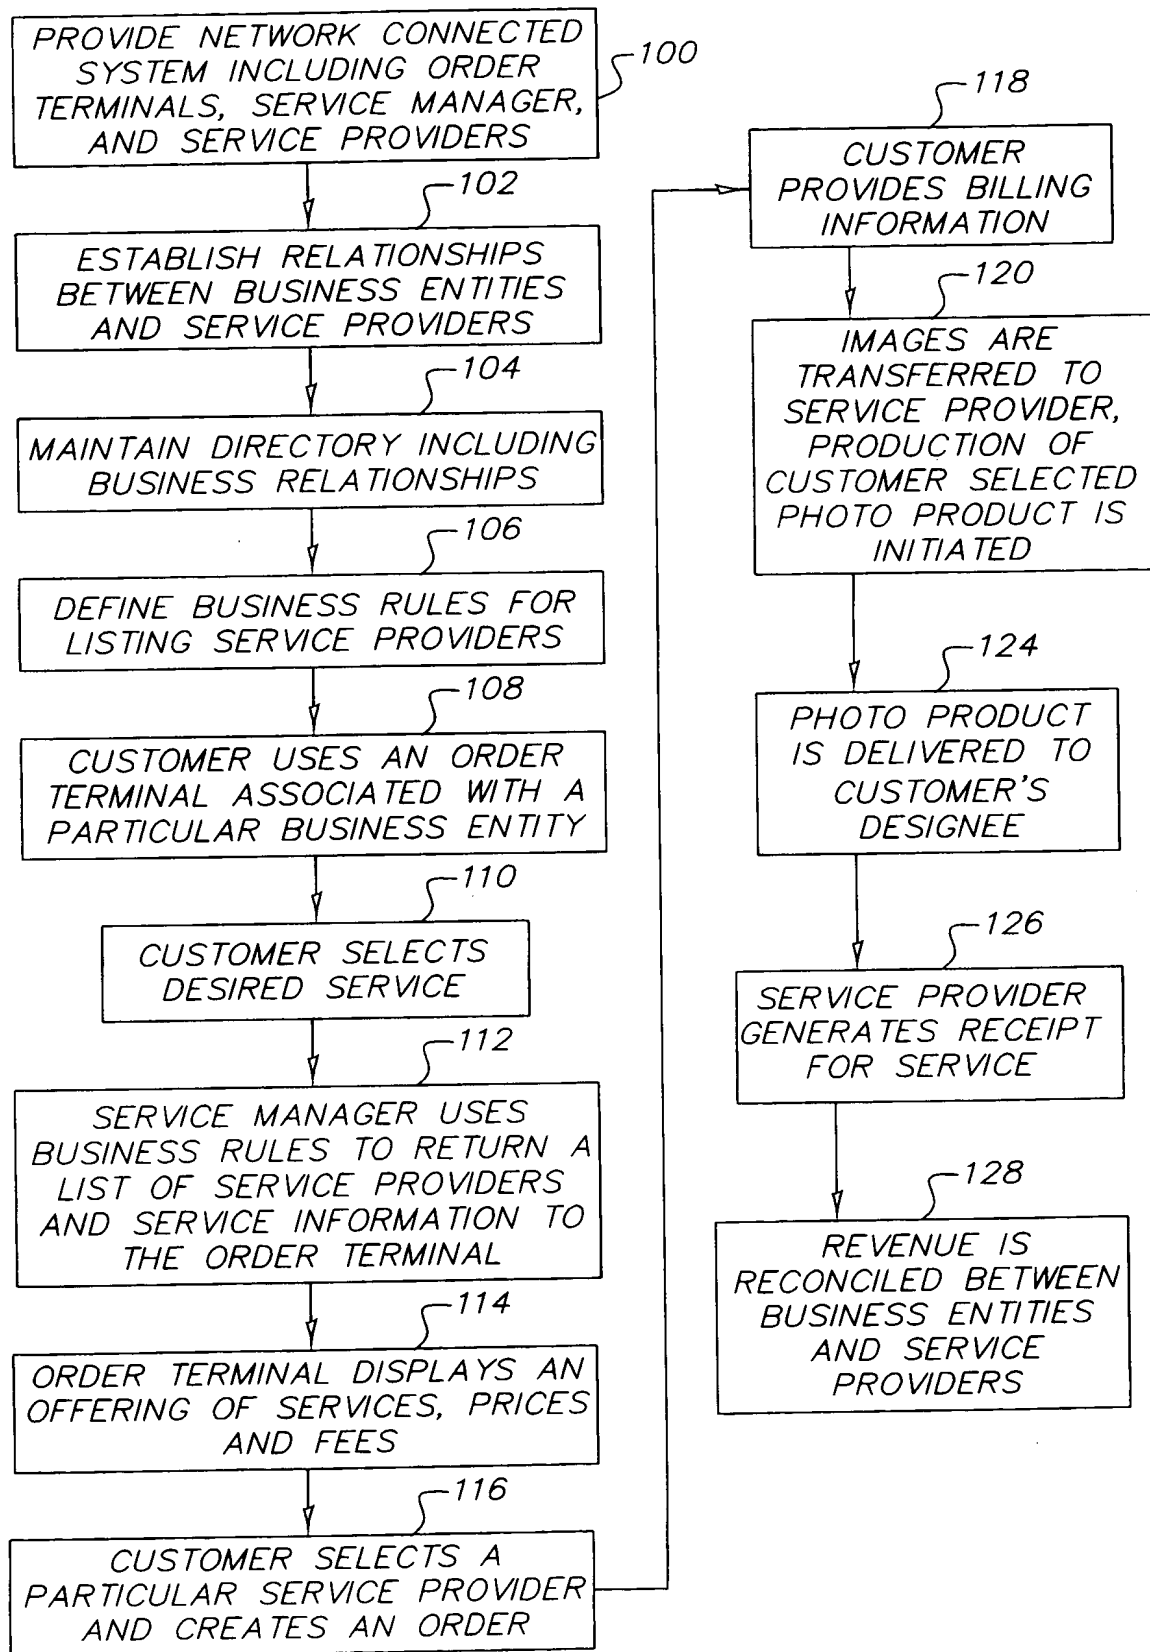 PROVIDE NETWORK CONNECTED
SYSTEM INCLUDING ORDER
TERMINALS, SERVICE MANAGER,
AND SERVICE PROVIDERS
100
102
ESTABLISH RELATIONSHIPS
BETWEEN BUSINESS ENTITIES
AND SERVICE PROVIDERS
104
MAINTAIN DIRECTORY INCLUDING
BUSINESS RELATIONSHIPS
106
DEFINE BUSINESS RULES FOR
LISTING SERVICE PROVIDERS
108
CUSTOMER USES AN ORDER
TERMINAL ASSOCIATED WITH A
PARTICULAR BUSINESS ENTITY
110
CUSTOMER SELECTS
DESIRED SERVICE
112
SERVICE MANAGER USES
BUSINESS RULES TO RETURN A
LIST OF SERVICE PROVIDERS
AND SERVICE INFORMATION TO
THE ORDER TERMINAL
114
ORDER TERMINAL DISPLAYS AN
OFFERING OF SERVICES, PRICES
AND FEES
116
CUSTOMER SELECTS A
PARTICULAR SERVICE PROVIDER
AND CREATES AN ORDER
118
CUSTOMER
PROVIDES BILLING
INFORMATION
120
IMAGES ARE
TRANSFERRED TO
SERVICE PROVIDER,
PRODUCTION OF
CUSTOMER SELECTED
PHOTO PRODUCT IS
INITIATED
124
PHOTO PRODUCT
IS DELIVERED TO
CUSTOMER'S
DESIGNEE
126
SERVICE PROVIDER
GENERATES RECEIPT
FOR SERVICE
128
REVENUE IS
RECONCILED BETWEEN
BUSINESS ENTITIES
AND SERVICE
PROVIDERS